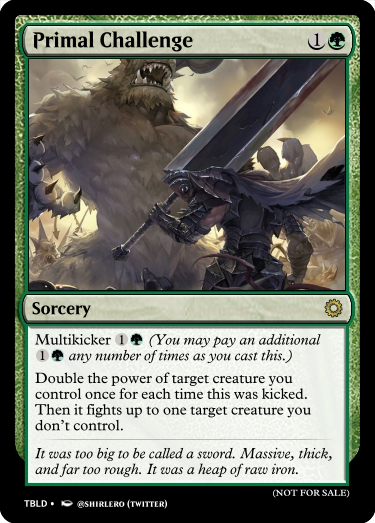 Primal Challenge 1
Sorcery
Multikicker 1 (You may pay an additional
1 any number of times as you cast this.)
Double the power of target creature you
control once for each time this was kicked.
Then it fights up to one target creature you
don't control.
It was too big to be called a sword. Massive, thick,
and far too rough. It was a heap of raw iron.
(NOT FOR SALE)
TBLD • @SHIRLERO (TWITTER)